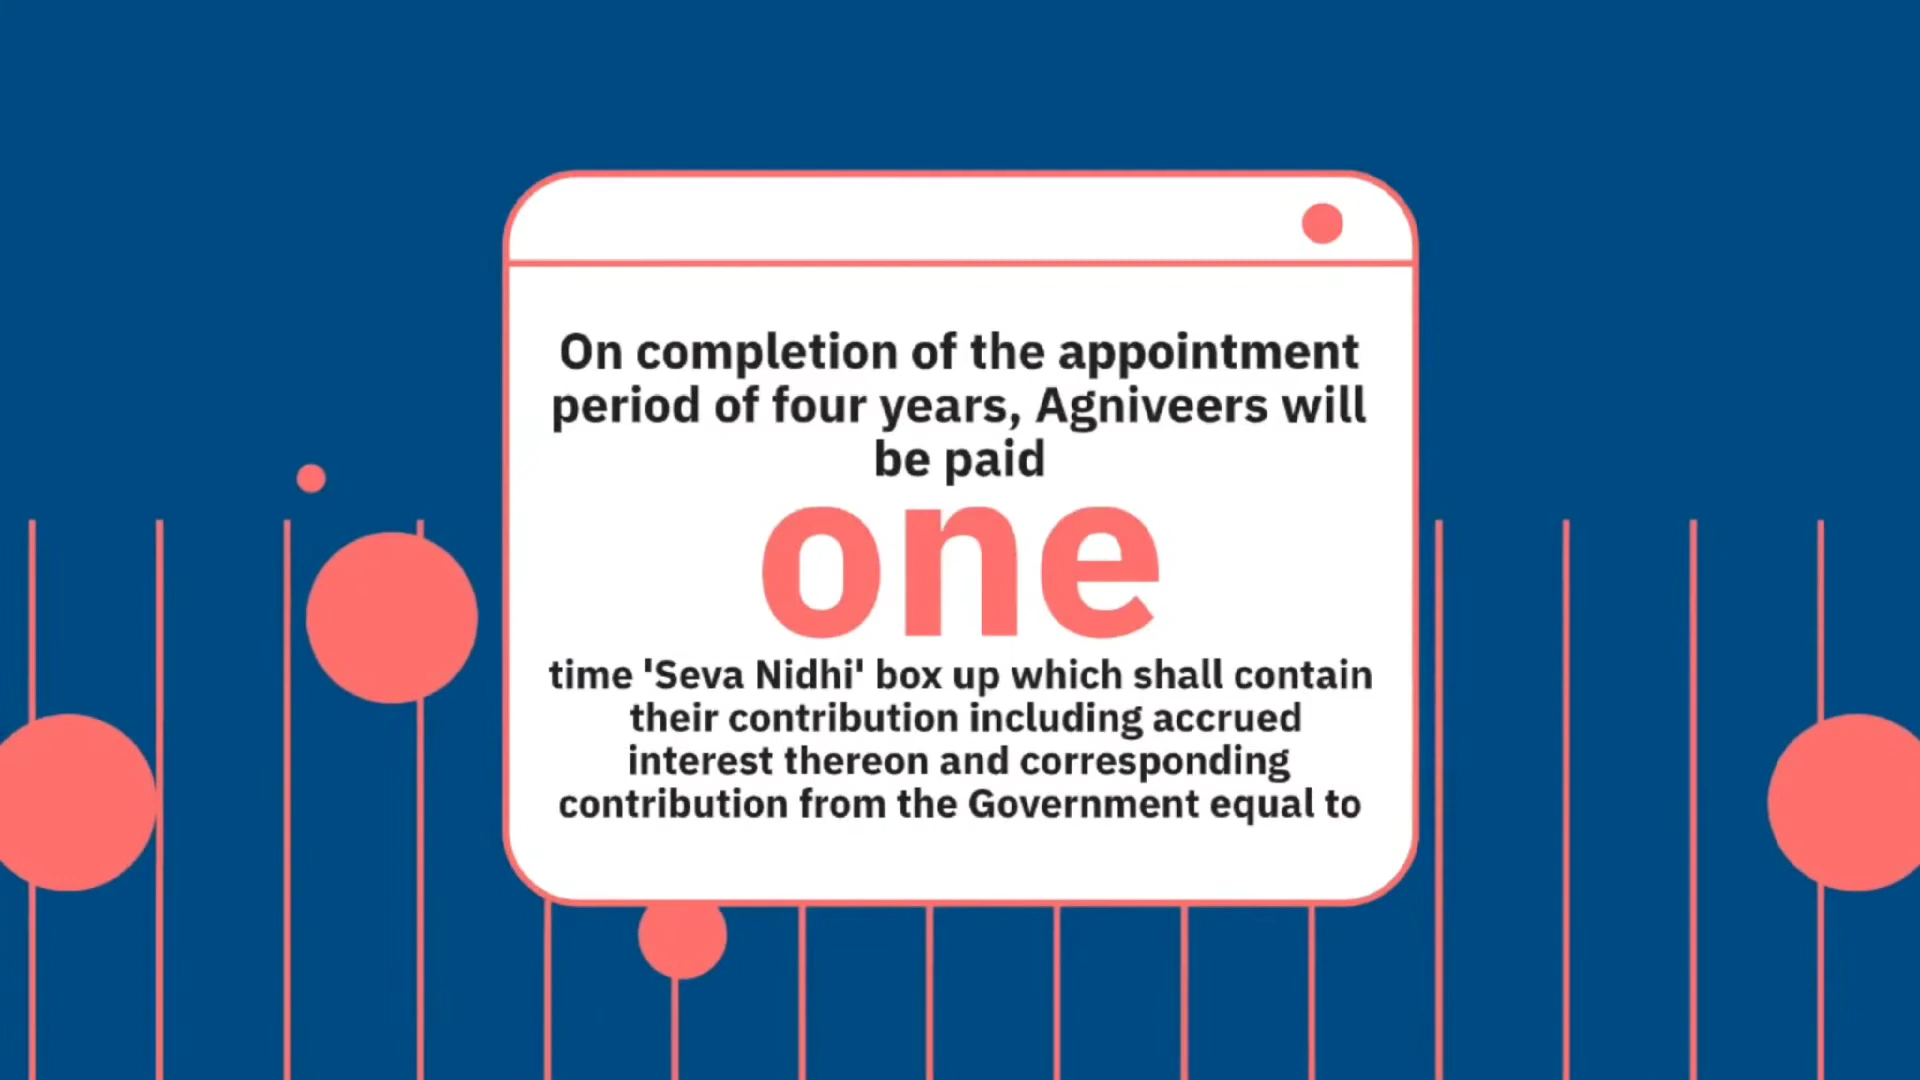 On completion of the appointment
period of four years, Agniveers will
be paid
one
time 'Seva Nidhi' box up which shall contain
their contribution including accrued
interest thereon and corresponding
contribution from the Government equal to